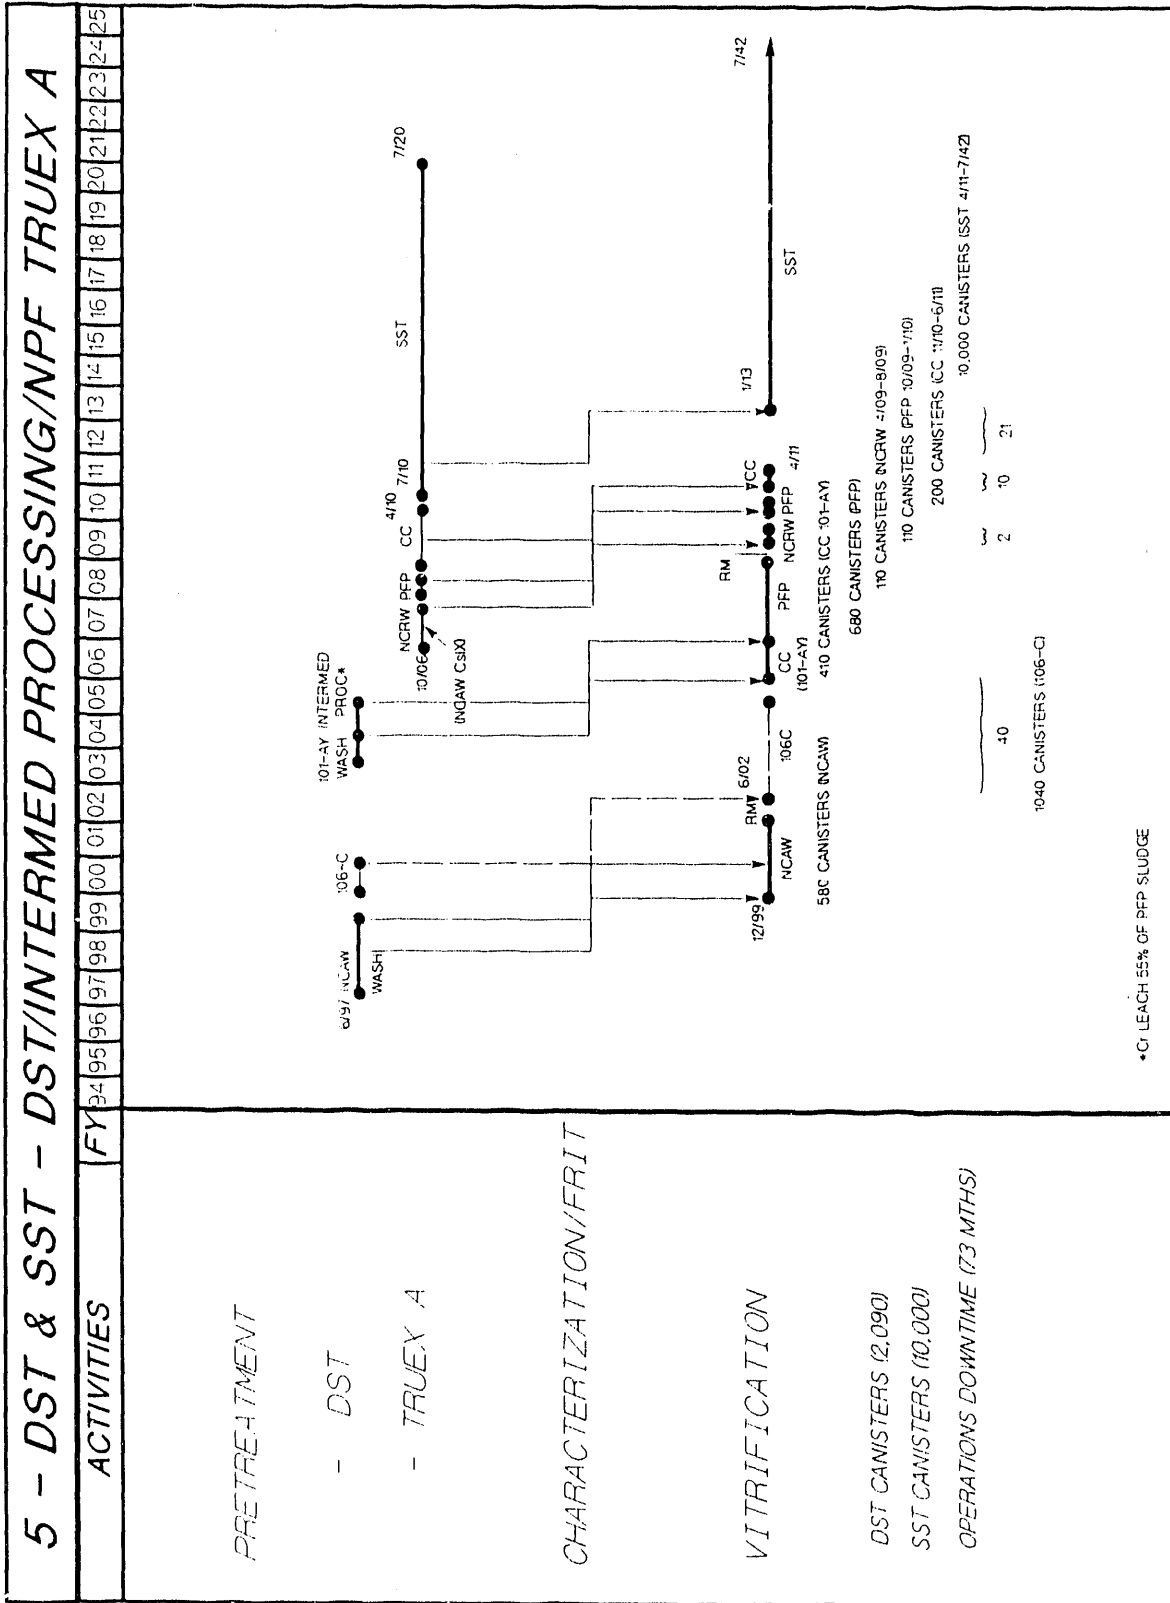 5 - DST & SST - DST/INTERMED PROCESSING/NPF TRUEX A
ACTIVITIES
FY 94 95 96 97 98 99 00 01 02 03 04 05 06 07 08 09 10 11 12 13 14 15 16 17 18 19 20 21 22 23 24 25
PRETREATMENT
- DST
6/97 NCAW
WASH
106-C
101-AY INTERMED
WASH PROC*
- TRUEX A
10/06 NCRW PFP CC 4/10 7/10 SST 7/20
(NCAW CsIX)
CHARACTERIZATION/FRIT
VITRIFICATION
12/99 NCAW RM 6/02 106C CC PFP RM NCRW PFP CC 4/11 1/13 SST 7/42
(101-AY)
DST CANISTERS (2,090)
580 CANISTERS (NCAW)
410 CANISTERS (CC 101-AY)
680 CANISTERS (PFP)
110 CANISTERS (NCRW 4/09-8/09)
110 CANISTERS (PFP 10/09-1/10)
SST CANISTERS (10,000)
200 CANISTERS (CC 11/10-6/11)
10,000 CANISTERS (SST 4/11-7/42)
OPERATIONS DOWNTIME (73 MTHS)
40 2 10 21
1040 CANISTERS (106-C)
*Cr LEACH 55% OF PFP SLUDGE